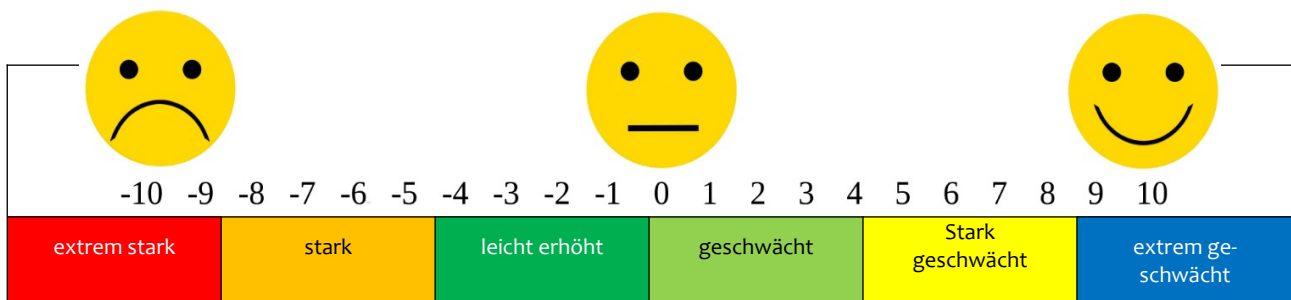 -10 -9 -8 -7 -6 -5 -4 -3 -2 -1 0 1 2 3 4 5 6 7 8 9 10
extrem stark
stark
leicht erhöht
geschwächt
Stark
geschwächt
extrem ge-
schwächt